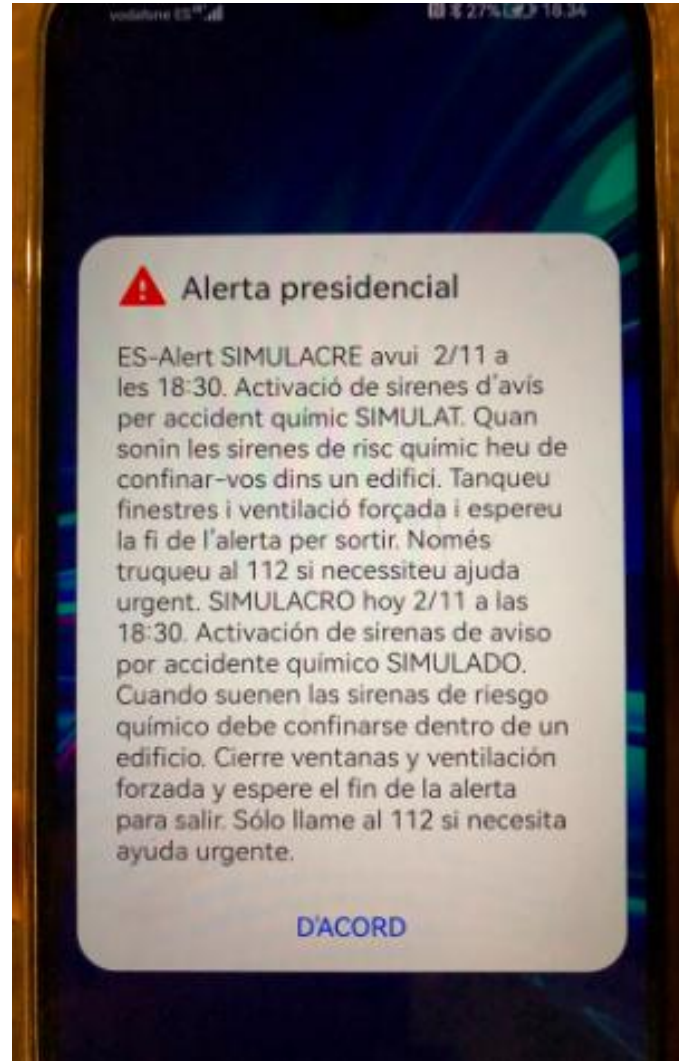 vodafone ES
27% 18:34
Alerta presidencial
ES-Alert SIMULACRE avui 2/11 a
les 18:30. Activació de sirenes d'avís
per accident químic SIMULAT. Quan
sonin les sirenes de risc químic heu de
confinar-vos dins un edifici. Tanqueu
finestres i ventilació forçada i espereu
la fi de l'alerta per sortir. Només
truqueu al 112 si necessiteu ajuda
urgent. SIMULACRO hoy 2/11 a las
18:30. Activación de sirenas de aviso
por accidente químico SIMULADO.
Cuando suenen las sirenas de riesgo
químico debe confinarse dentro de un
edificio. Cierre ventanas y ventilación
forzada y espere el fin de la alerta
para salir. Sólo llame al 112 si necesita
ayuda urgente.
D'ACORD